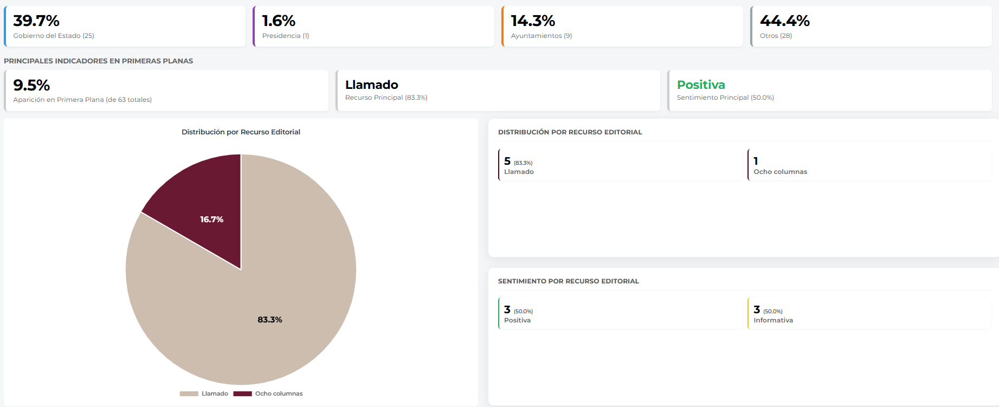 39.7%
Gobierno del Estado (25)
1.6%
Presidencia (1)
14.3%
Ayuntamientos (9)
44.4%
Otros (28)
PRINCIPALES INDICADORES EN PRIMERAS PLANAS
9.5%
Aparición en Primera Plana (de 63 totales)
Llamado
Recurso Principal (83.3%)
Positiva
Sentimiento Principal (50.0%)
Distribución por Recurso Editorial
16.7%
83.3%
Llamado
Ocho columnas
DISTRIBUCIÓN POR RECURSO EDITORIAL
5 (83.3%)
Llamado
1
Ocho columnas
SENTIMIENTO POR RECURSO EDITORIAL
3 (50.0%)
Positiva
3 (50.0%)
Informativa